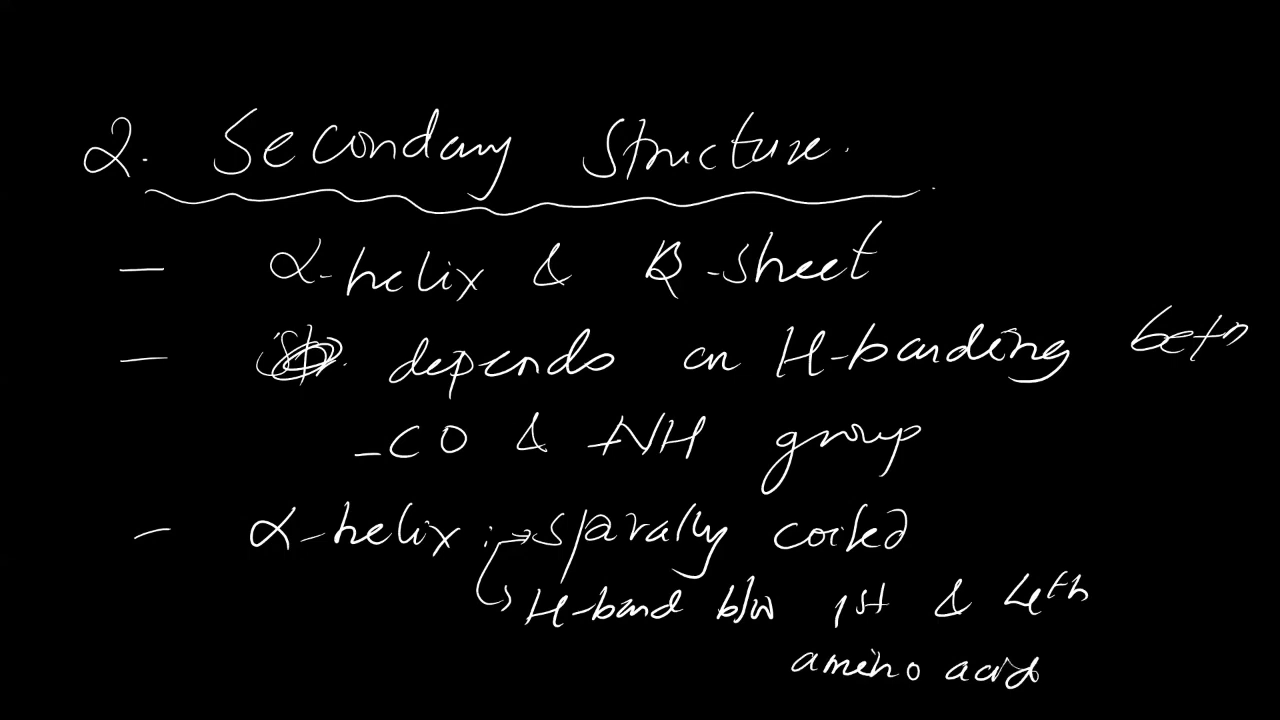 2. Secondary Structure.
- α-helix & β-sheet
- depends on H-bonding betn
-CO & -NH group
- α-helix : → spirally coiled
→ H-bond b/w 1st & 4th
amino acid